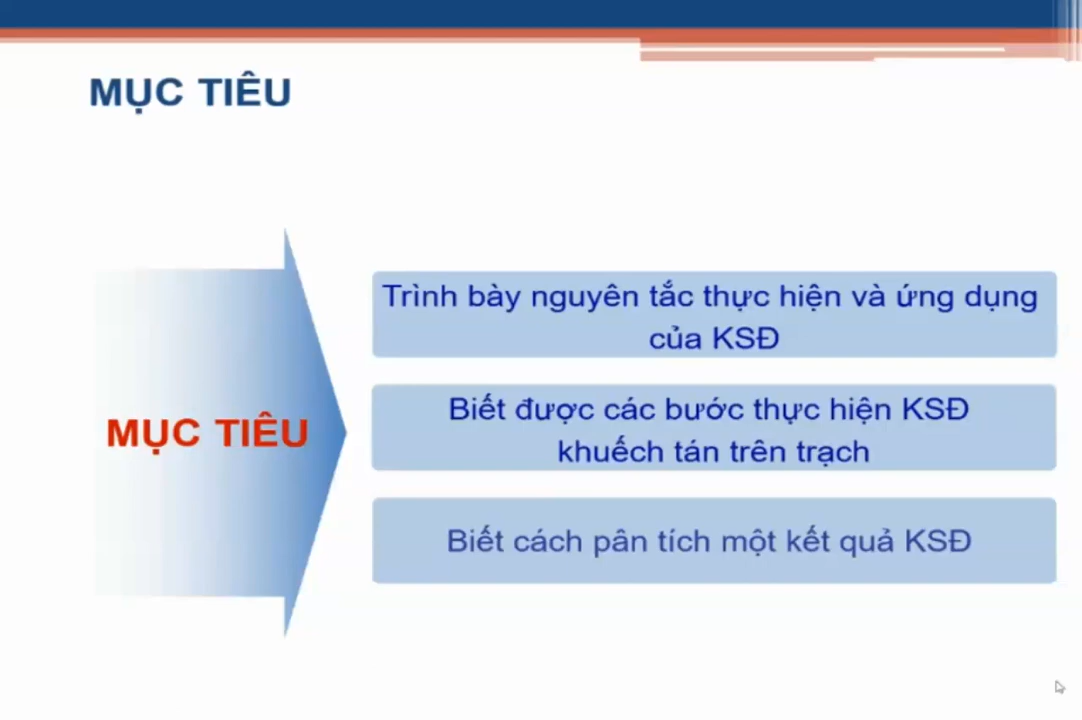 MỤC TIÊU
Trình bày nguyên tắc thực hiện và ứng dụng
của KSĐ
Biết được các bước thực hiện KSĐ
khuếch tán trên trạch
MỤC TIÊU
Biết cách pân tích một kết quả KSĐ